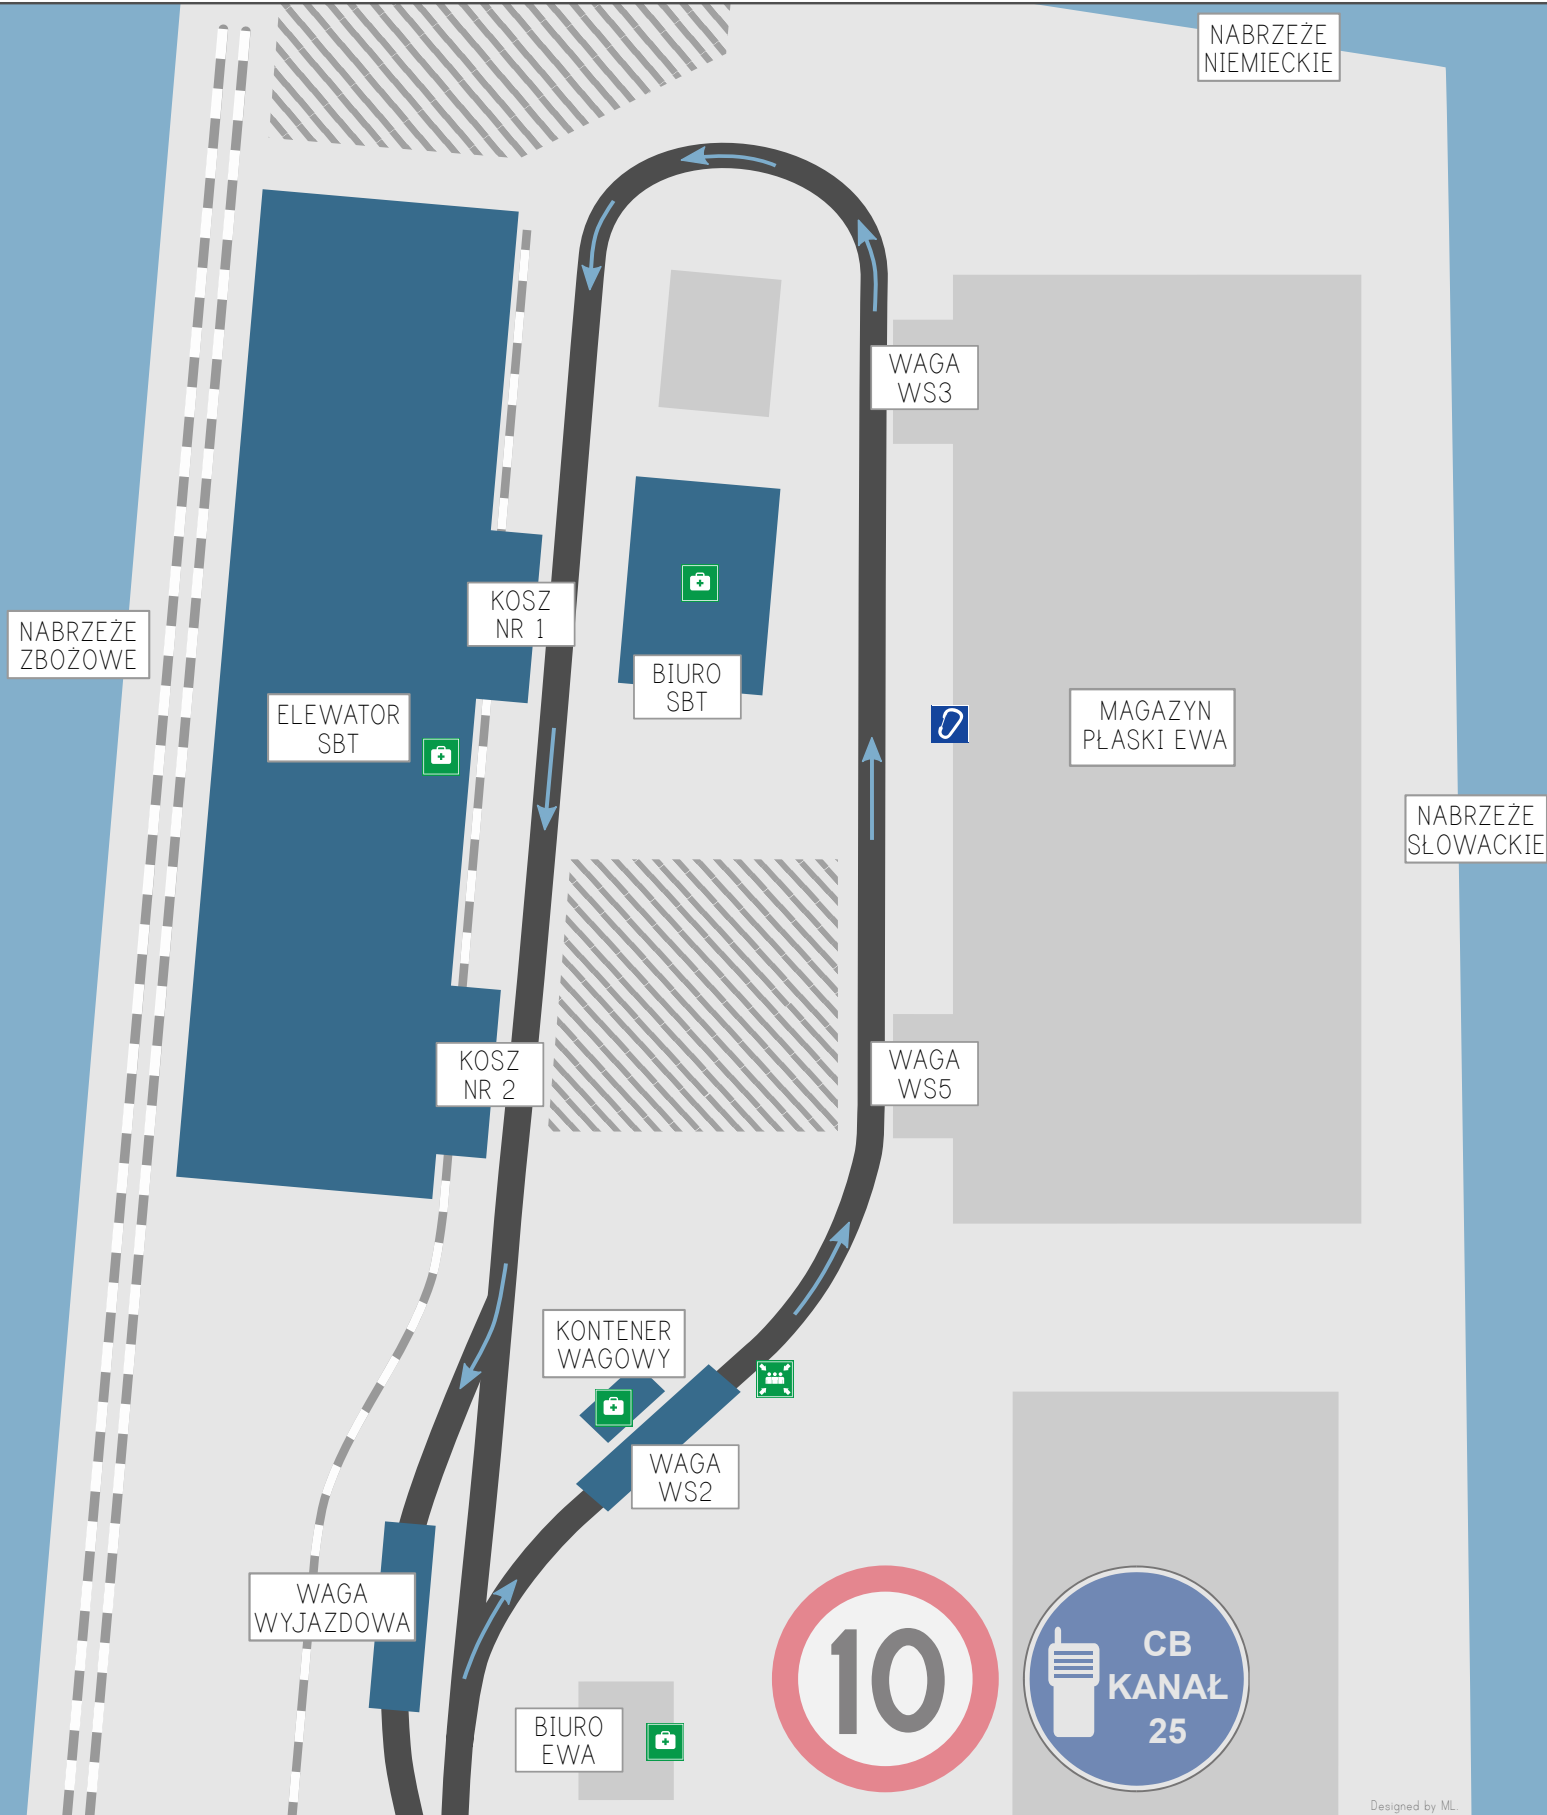 NABRZEŻE
NIEMIECKIE
WAGA
WS3
KOSZ
NR 1
NABRZEŻE
ZBOŻOWE
BIURO
SBT
ELEWATOR
SBT
MAGAZYN
PŁASKI EWA
NABRZEŻE
SŁOWACKIE
KOSZ
NR 2
WAGA
WS5
KONTENER
WAGOWY
WAGA
WS2
WAGA
WYJAZDOWA
10
CB
KANAŁ
25
BIURO
EWA
Designed by ML.